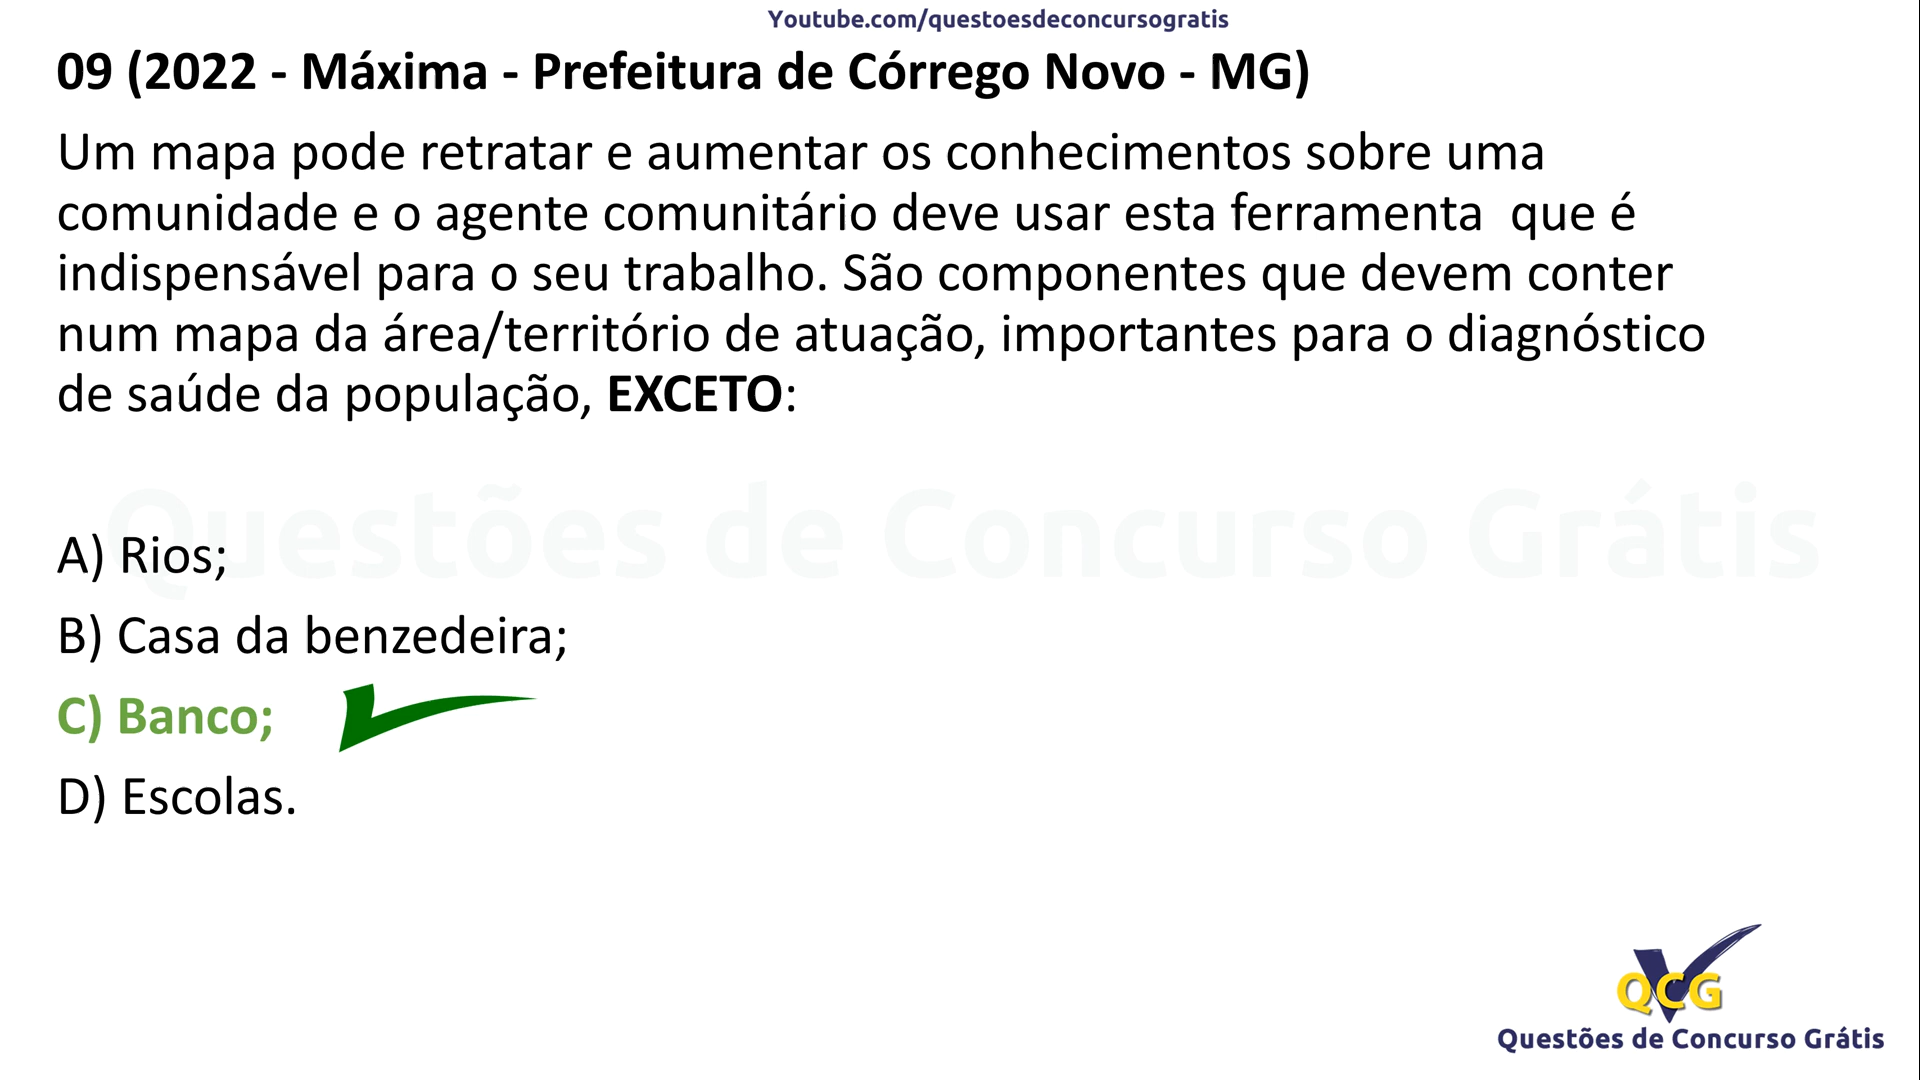 Youtube.com/questoesdeconcursogratis
09 (2022 - Máxima - Prefeitura de Córrego Novo - MG)
Um mapa pode retratar e aumentar os conhecimentos sobre uma
comunidade e o agente comunitário deve usar esta ferramenta  que é
indispensável para o seu trabalho. São componentes que devem conter
num mapa da área/território de atuação, importantes para o diagnóstico
de saúde da população, EXCETO:
Questões de Concurso Grátis
A) Rios;
B) Casa da benzedeira;
C) Banco;
D) Escolas.
QCG
Questões de Concurso Grátis